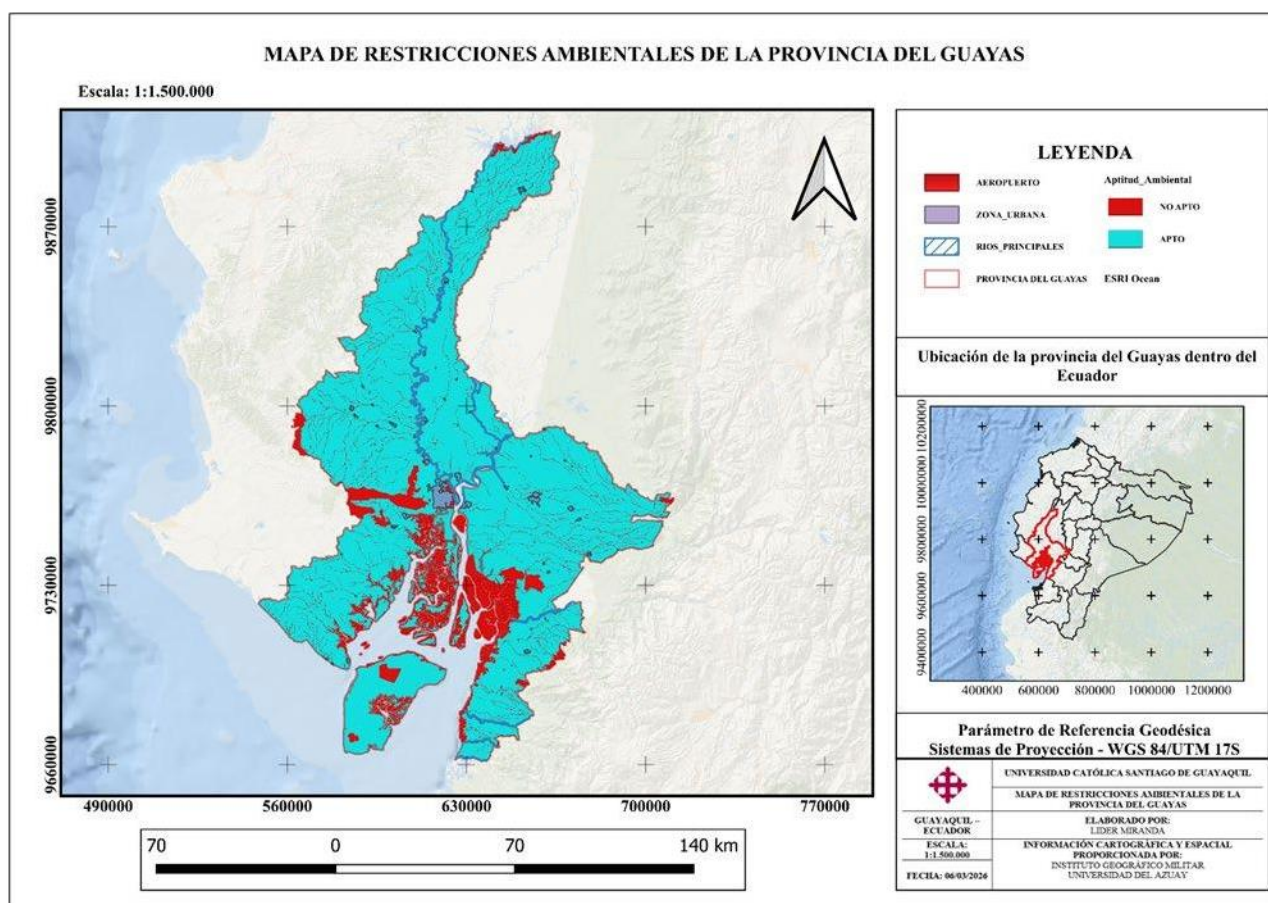 MAPA DE RESTRICCIONES AMBIENTALES DE LA PROVINCIA DEL GUAYAS
Escala: 1:1.500.000
9870000
9800000
9730000
9660000
490000
560000
630000
700000
770000
70
0
70
140 km
LEYENDA
AEROPUERTO
ZONA_URBANA
RIOS_PRINCIPALES
PROVINCIA DEL GUAYAS
Aptitud_Ambiental
NO APTO
APTO
ESRI Ocean
Ubicación de la provincia del Guayas dentro del
Ecuador
10200000
10000000
9800000
9600000
9400000
400000
600000
800000
1000000
1200000
Parámetro de Referencia Geodésica
Sistemas de Proyección - WGS 84/UTM 17S
GUAYAQUIL –
ECUADOR
ESCALA:
1:1.500.000
FECHA: 06/03/2026
UNIVERSIDAD CATÓLICA SANTIAGO DE GUAYAQUIL
MAPA DE RESTRICCIONES AMBIENTALES DE LA
PROVINCIA DEL GUAYAS
ELABORADO POR:
LIDER MIRANDA
INFORMACIÓN CARTOGRÁFICA Y ESPACIAL
PROPORCIONADA POR:
INSTITUTO GEOGRÁFICO MILITAR
UNIVERSIDAD DEL AZUAY